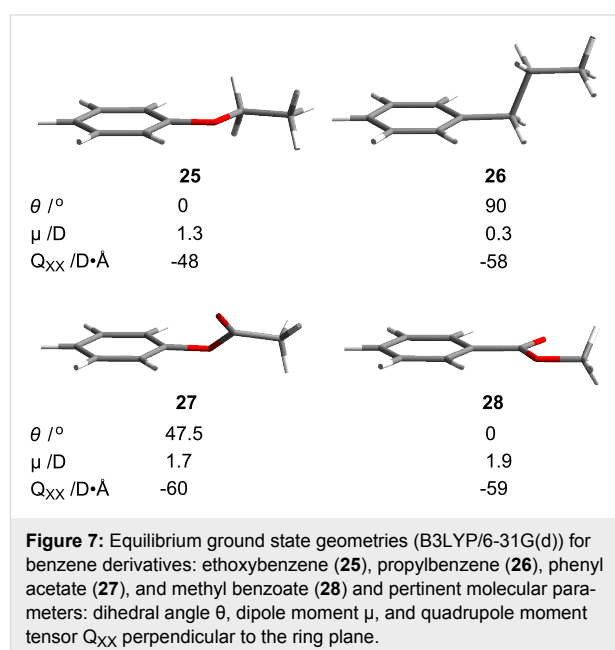 25 26
θ /º 0 90
μ /D 1.3 0.3
QXX /D•Å -48 -58
27 28
θ /º 47.5 0
μ /D 1.7 1.9
QXX /D•Å -60 -59
Figure 7: Equilibrium ground state geometries (B3LYP/6-31G(d)) for
benzene derivatives: ethoxybenzene (25), propylbenzene (26), phenyl
acetate (27), and methyl benzoate (28) and pertinent molecular para-
meters: dihedral angle θ, dipole moment μ, and quadrupole moment
tensor QXX perpendicular to the ring plane.